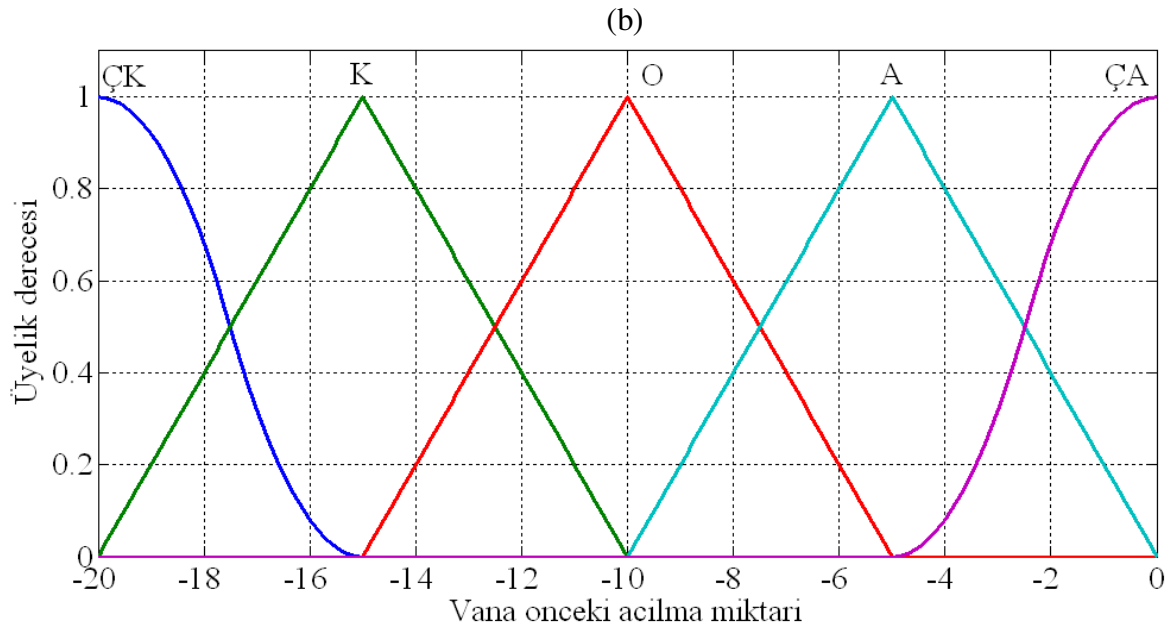 (b)
ÇK K O A ÇA
1
0.8
0.6
0.4
0.2
0
Üyelik derecesi
-20 -18 -16 -14 -12 -10 -8 -6 -4 -2 0
Vana onceki acilma miktari